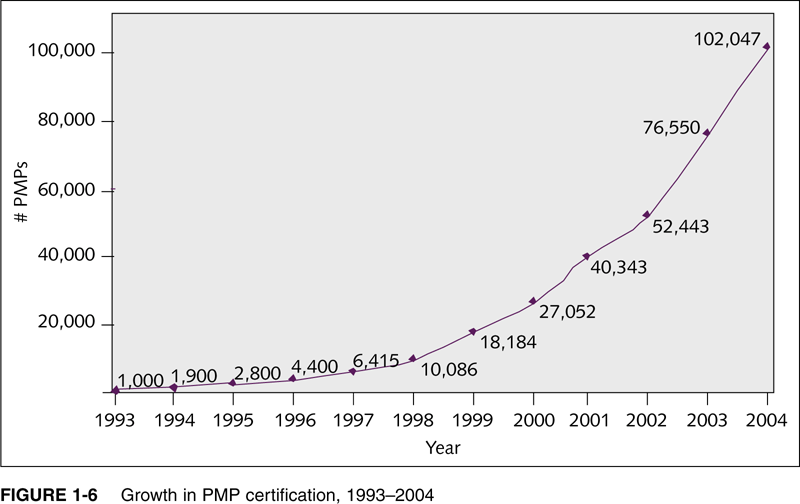 102,047
100,000
76,550
80,000
# PMPs
60,000
52,443
40,000
40,343
27,052
20,000
18,184
1,000 1,900 2,800 4,400 6,415
10,086
1993 1994 1995 1996 1997 1998 1999 2000 2001 2002 2003 2004
Year
FIGURE 1-6 Growth in PMP certification, 1993–2004